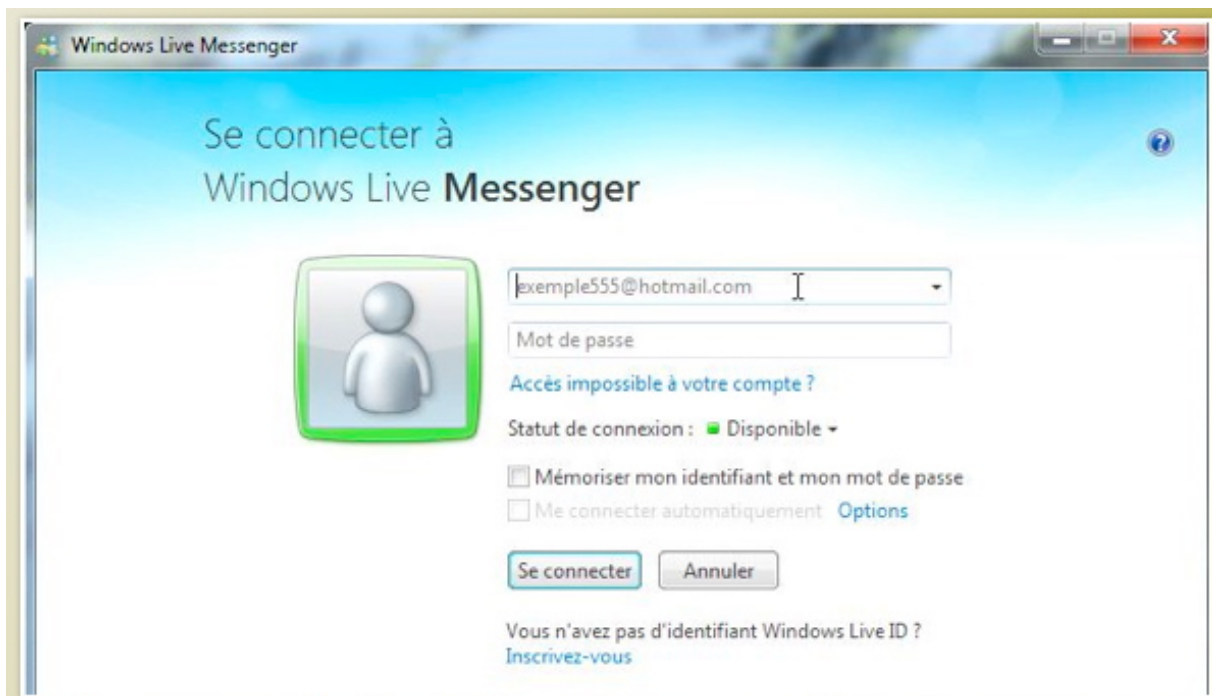 Windows Live Messenger
Se connecter à
Windows Live Messenger
exemple555@hotmail.com
Mot de passe
Accès impossible à votre compte ?
Statut de connexion : Disponible
Mémoriser mon identifiant et mon mot de passe
Me connecter automatiquement Options
Se connecter Annuler
Vous n'avez pas d'identifiant Windows Live ID ?
Inscrivez-vous